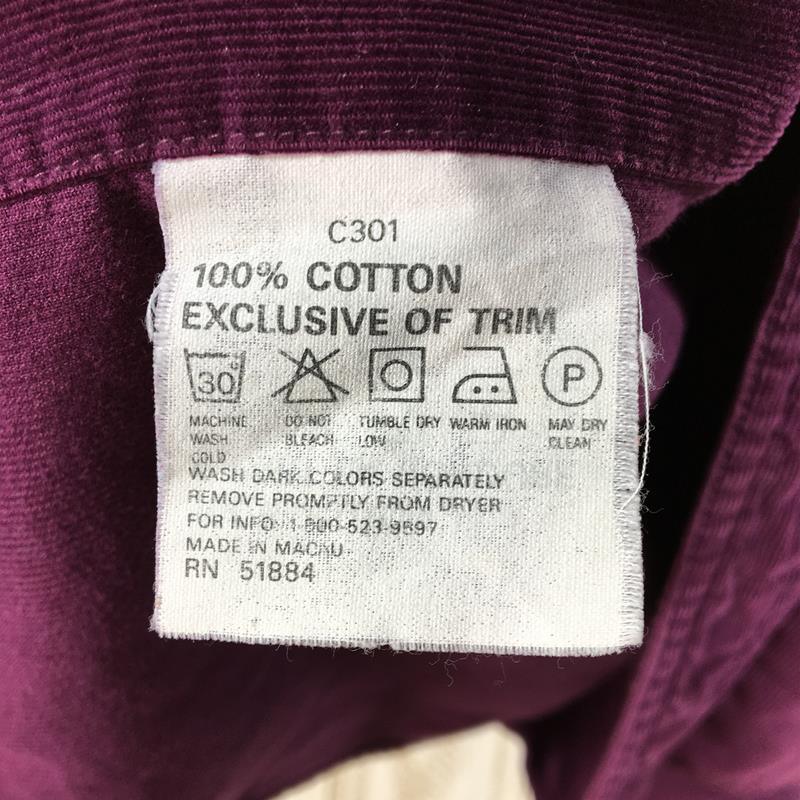 C301
100% COTTON
EXCLUSIVE OF TRIM
30° P
MACHINE WASH COLD
DO NOT BLEACH
TUMBLE DRY LOW
WARM IRON
MAY DRY CLEAN
WASH DARK COLORS SEPARATELY
REMOVE PROMPTLY FROM DRYER
FOR INFO 1-800-523-9597
MADE IN MACAU
RN 51884